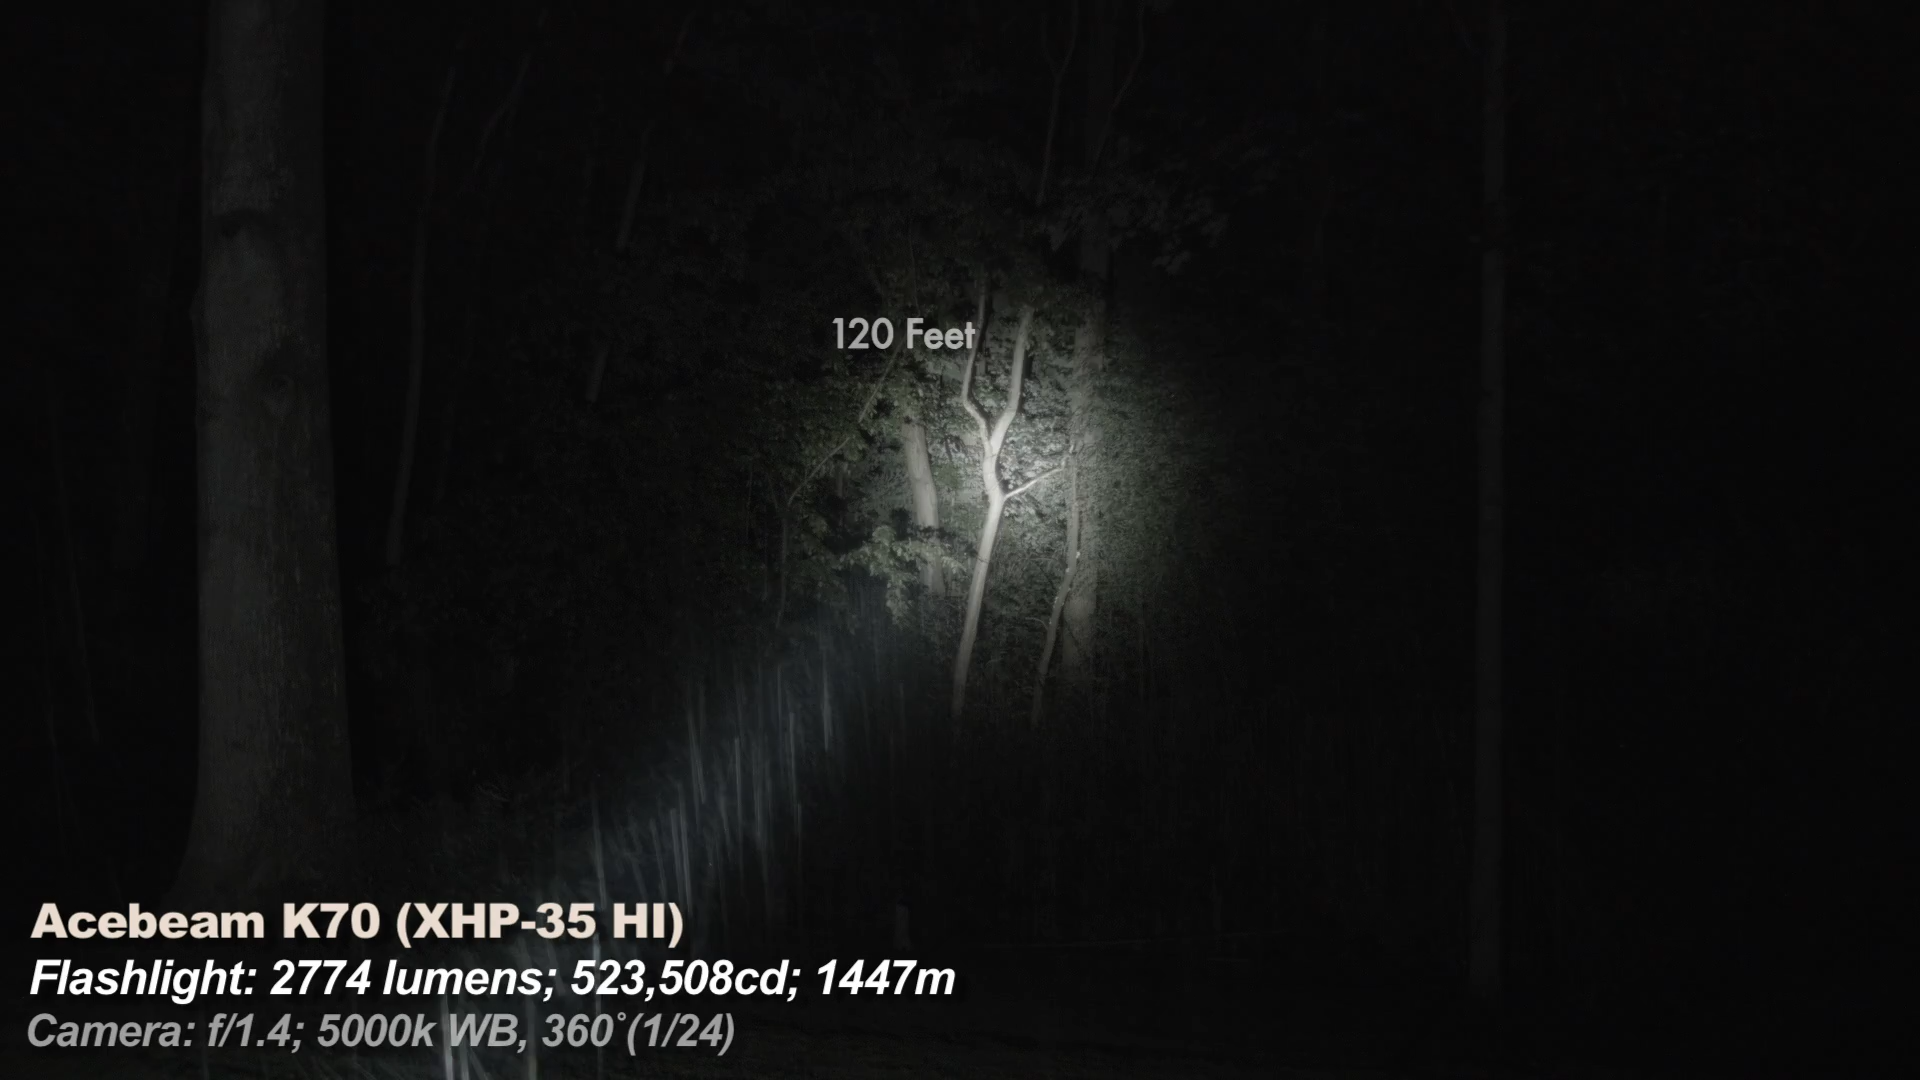 120 Feet
Acebeam K70 (XHP-35 HI)
Flashlight: 2774 lumens; 523,508cd; 1447m
Camera: f/1.4; 5000k WB, 360˚(1/24)